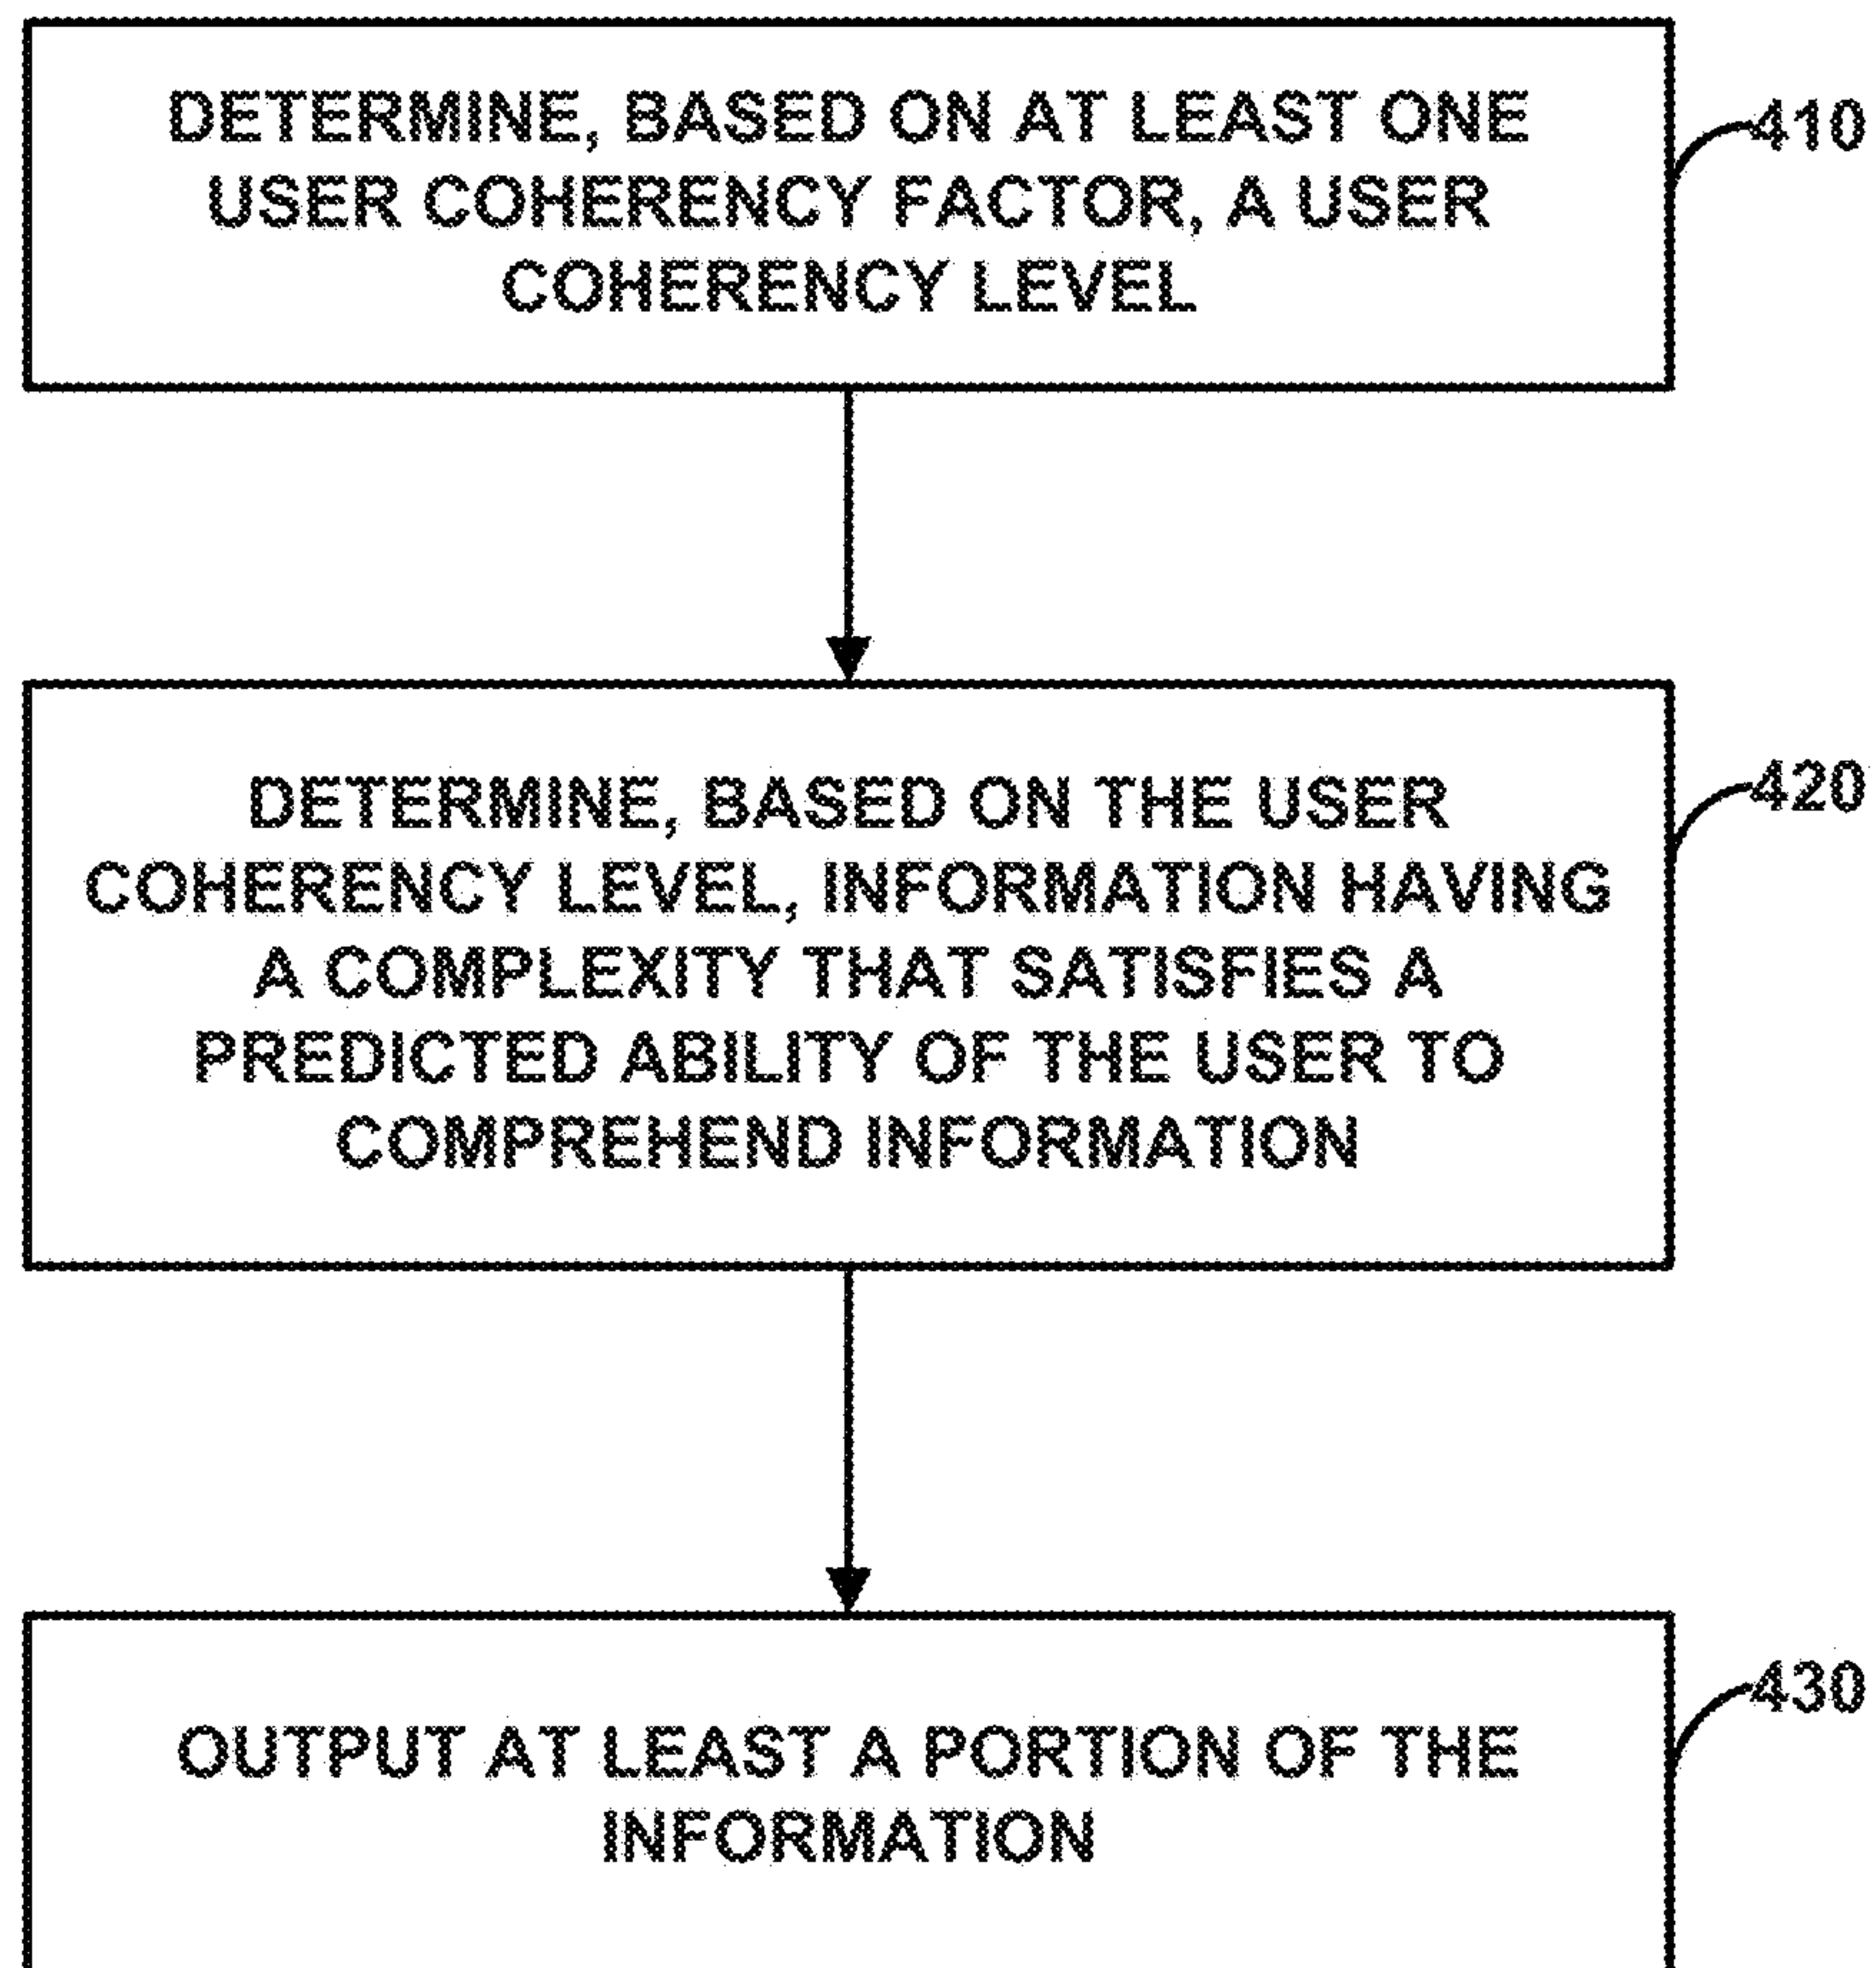 DETERMINE, BASED ON AT LEAST ONE
USER COHERENCY FACTOR, A USER
COHERENCY LEVEL
410
DETERMINE, BASED ON THE USER
COHERENCY LEVEL, INFORMATION HAVING
A COMPLEXITY THAT SATISFIES A
PREDICTED ABILITY OF THE USER TO
COMPREHEND INFORMATION
420
OUTPUT AT LEAST A PORTION OF THE
INFORMATION
430